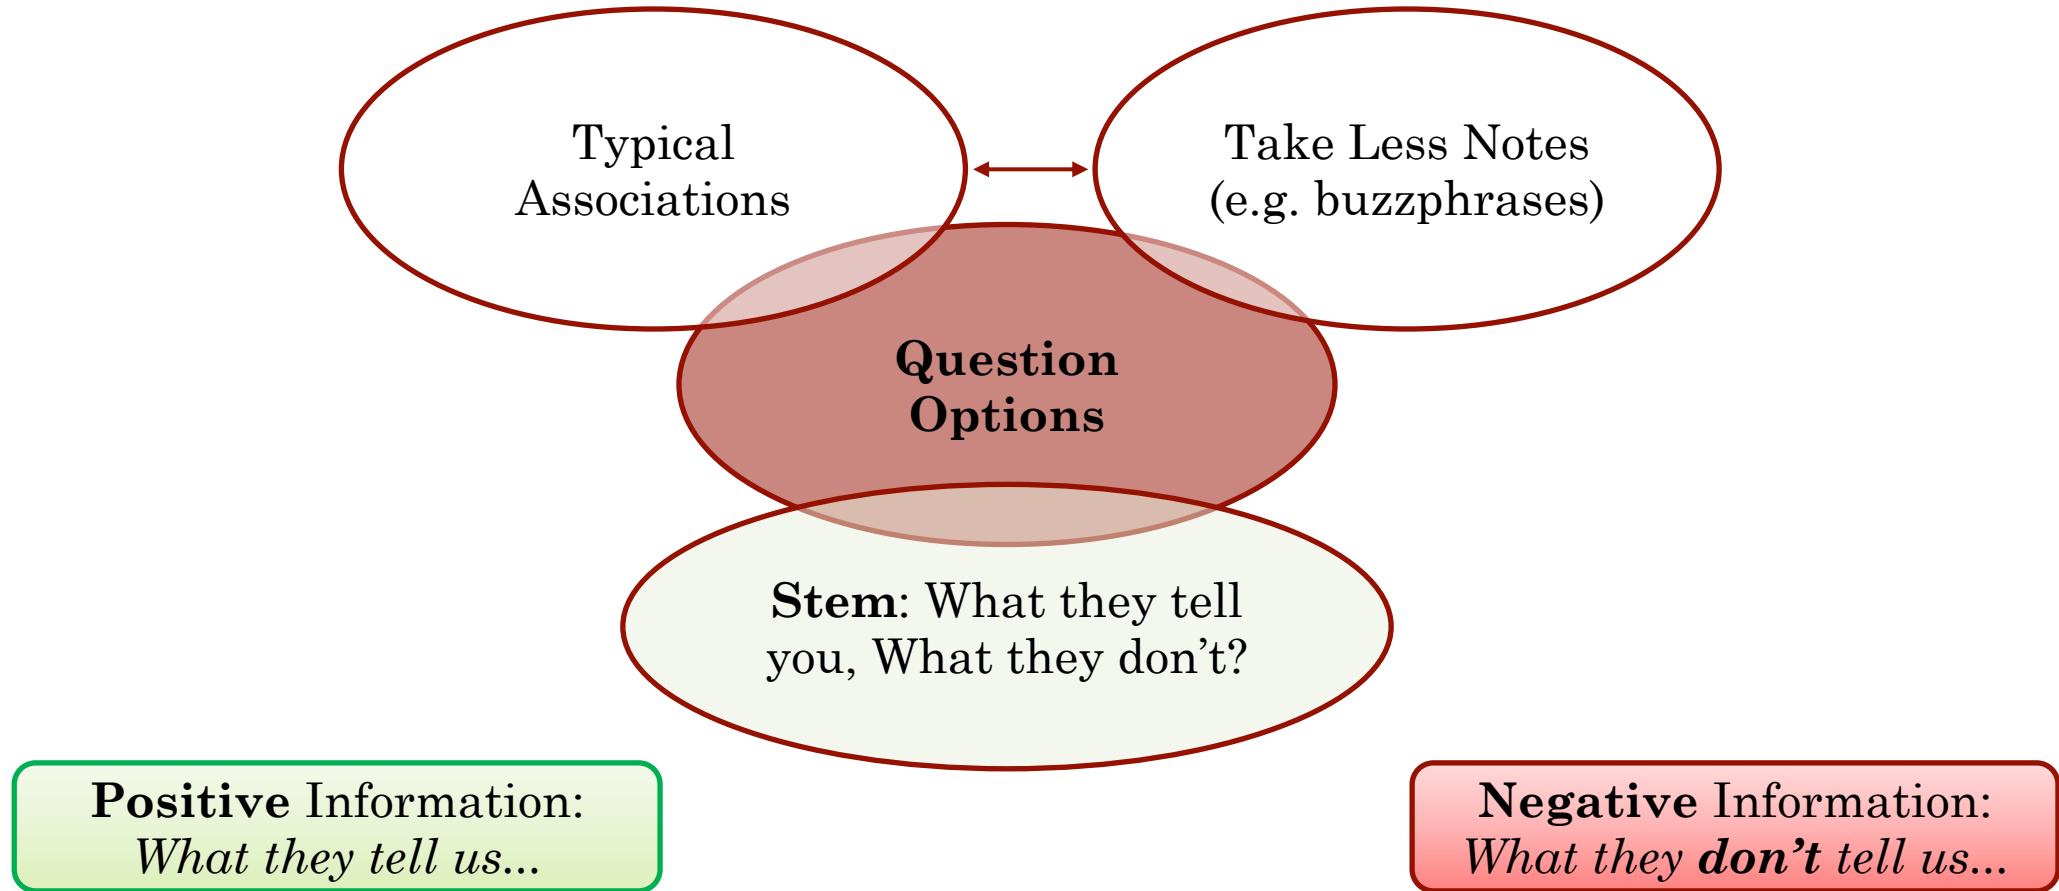 Typical
Associations
Take Less Notes
(e.g. buzzphrases)
Question
Options
Stem: What they tell
you, What they don’t?
Positive Information:
What they tell us...
Negative Information:
What they don’t tell us...